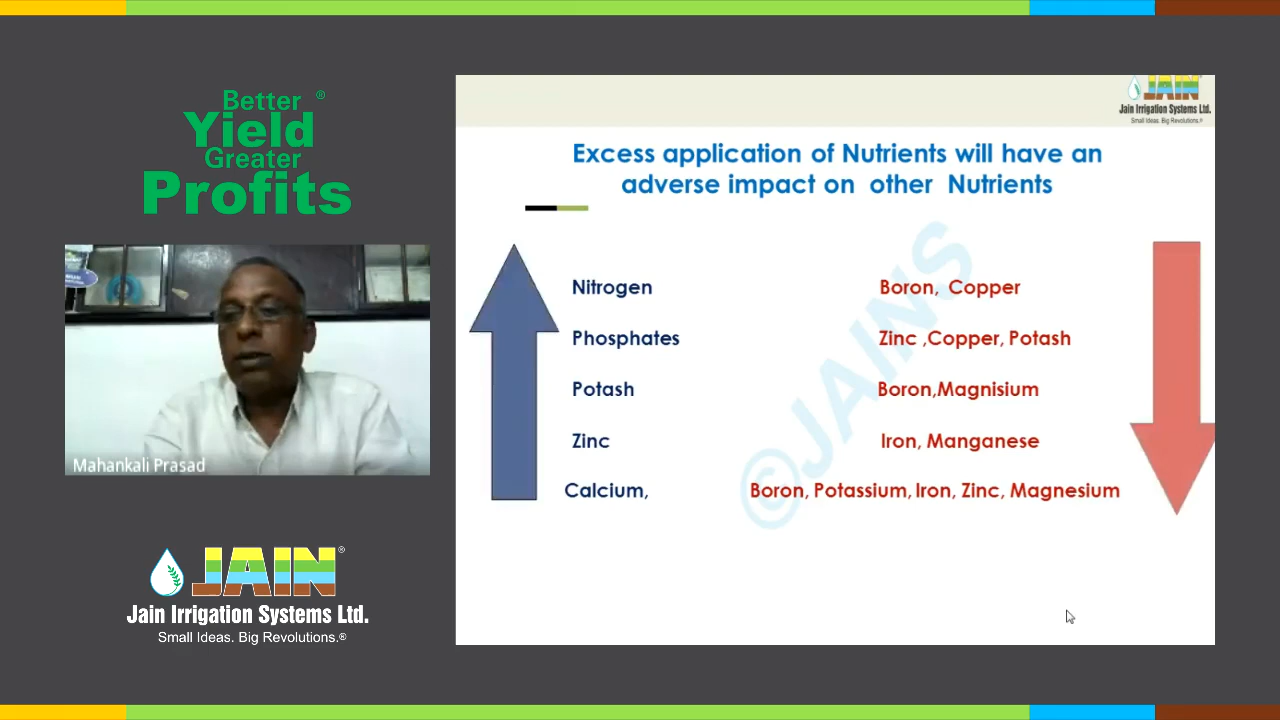 Better ®
Yield
Greater
Profits
Mahankali Prasad
JAIN®
Jain Irrigation Systems Ltd.
Small Ideas. Big Revolutions.®
JAIN
Jain Irrigation Systems Ltd.
Small Ideas. Big Revolutions.
Excess application of Nutrients will have an
adverse impact on other Nutrients
Nitrogen Boron, Copper
Phosphates Zinc ,Copper, Potash
Potash Boron,Magnisium
Zinc Iron, Manganese
Calcium, Boron, Potassium, Iron, Zinc, Magnesium
©JAINS